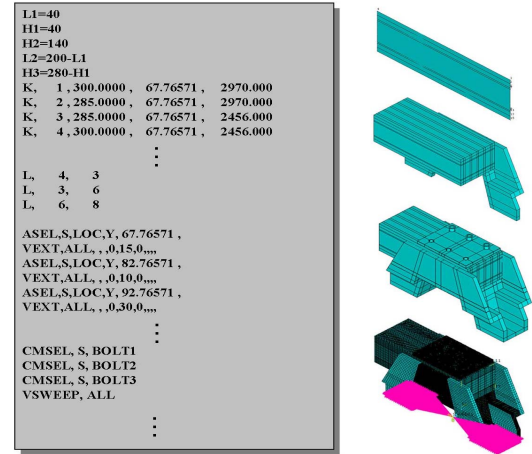 L1=40
H1=40
H2=140
L2=200-L1
H3=280-H1
K, 1 , 300.0000 , 67.76571 , 2970.000
K, 2 , 285.0000 , 67.76571 , 2970.000
K, 3 , 285.0000 , 67.76571 , 2456.000
K, 4 , 300.0000 , 67.76571 , 2456.000
L, 4, 3
L, 3, 6
L, 6, 8
ASEL,S,LOC,Y, 67.76571 ,
VEXT,ALL, , ,0,15,0,,,,
ASEL,S,LOC,Y, 82.76571 ,
VEXT,ALL, , ,0,10,0,,,,
ASEL,S,LOC,Y, 92.76571 ,
VEXT,ALL, , ,0,30,0,,,,
CMSEL, S, BOLT1
CMSEL, S, BOLT2
CMSEL, S, BOLT3
VSWEEP, ALL